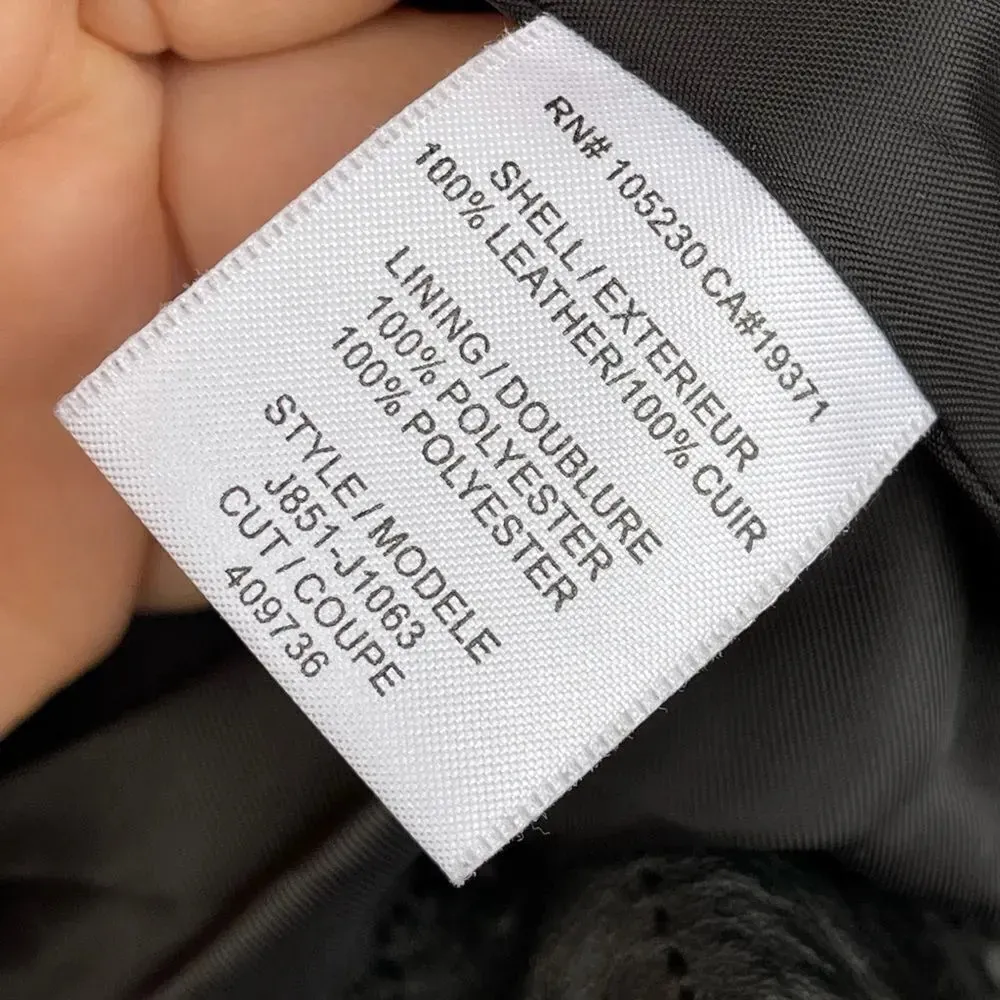 RN# 105230 CA#19371
SHELL / EXTERIEUR
100% LEATHER/100% CUIR
LINING / DOUBLURE
100% POLYESTER
100% POLYESTER
STYLE / MODELE
J851-J1063
CUT / COUPE
409736